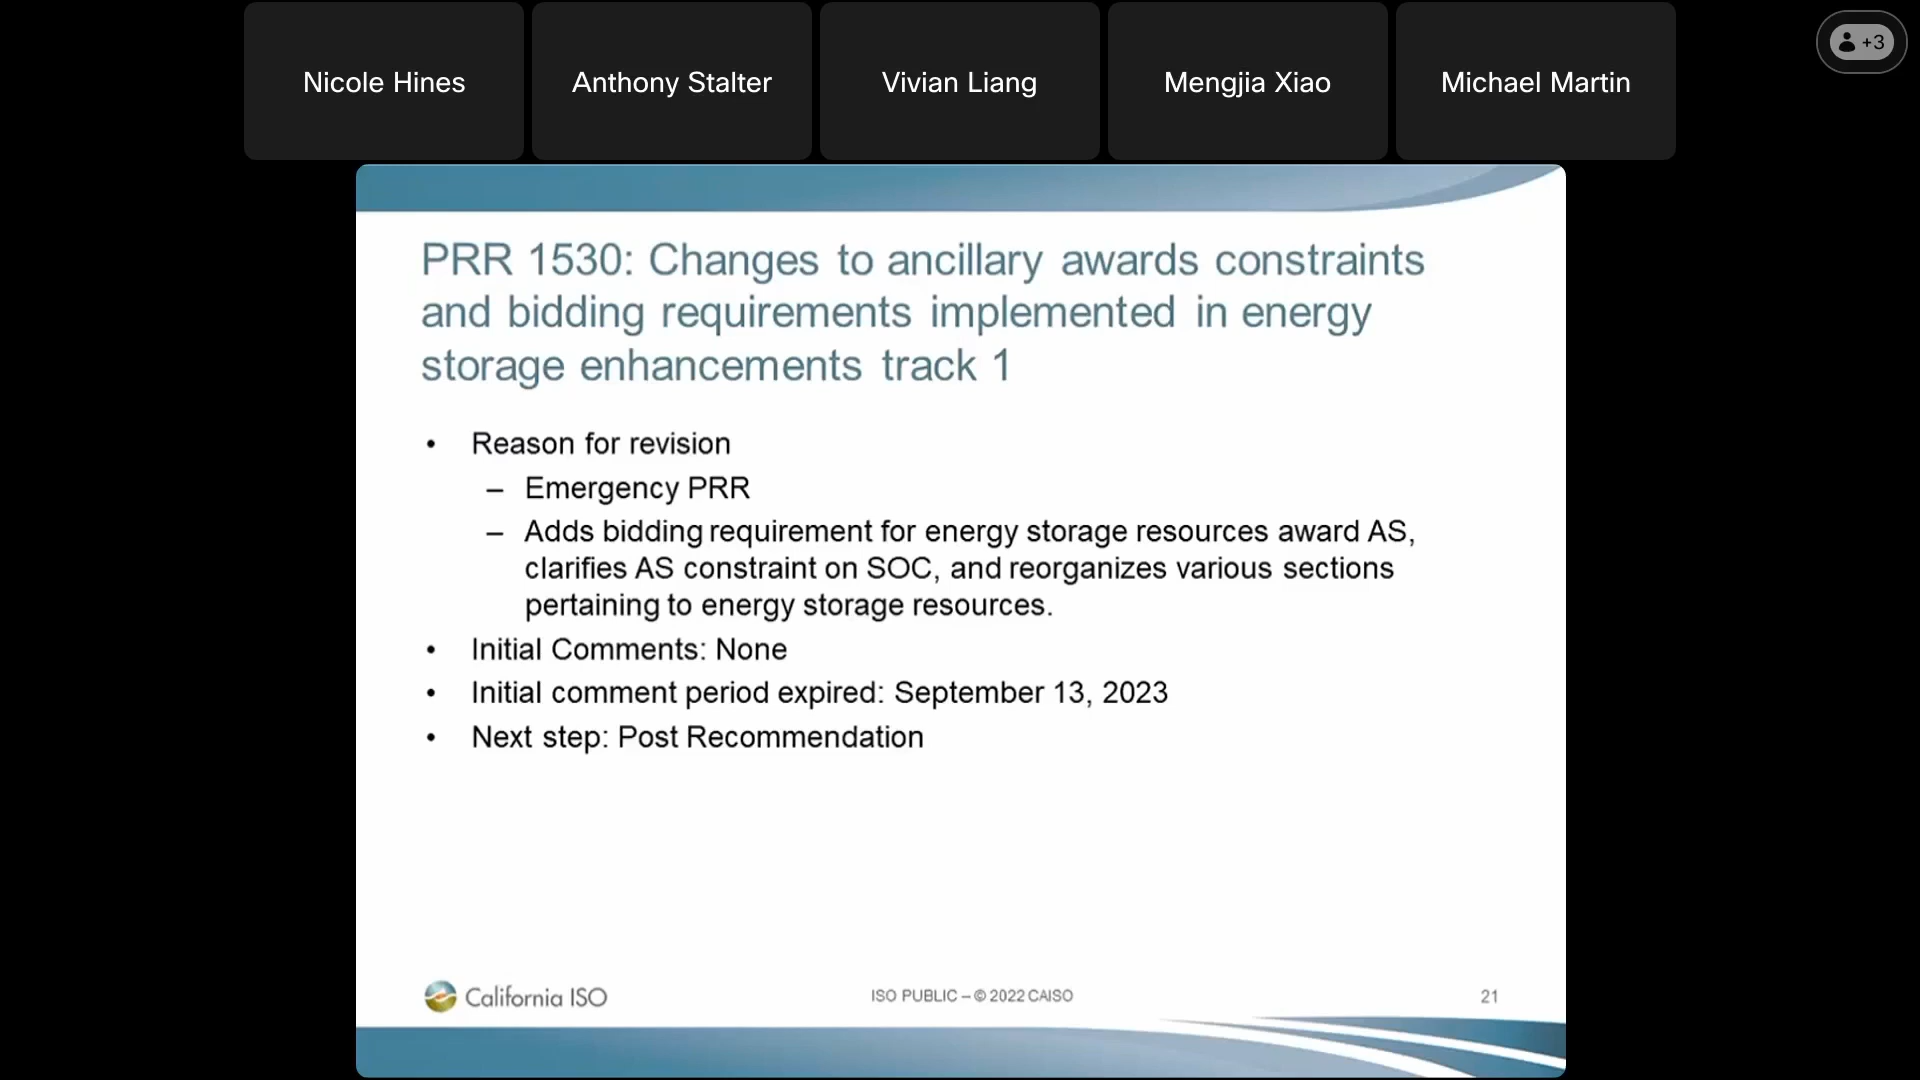 Nicole Hines
Anthony Stalter
Vivian Liang
Mengjia Xiao
Michael Martin
+3
PRR 1530: Changes to ancillary awards constraints
and bidding requirements implemented in energy
storage enhancements track 1
• Reason for revision
– Emergency PRR
– Adds bidding requirement for energy storage resources award AS,
clarifies AS constraint on SOC, and reorganizes various sections
pertaining to energy storage resources.
• Initial Comments: None
• Initial comment period expired: September 13, 2023
• Next step: Post Recommendation
California ISO
ISO PUBLIC – © 2022 CAISO
21